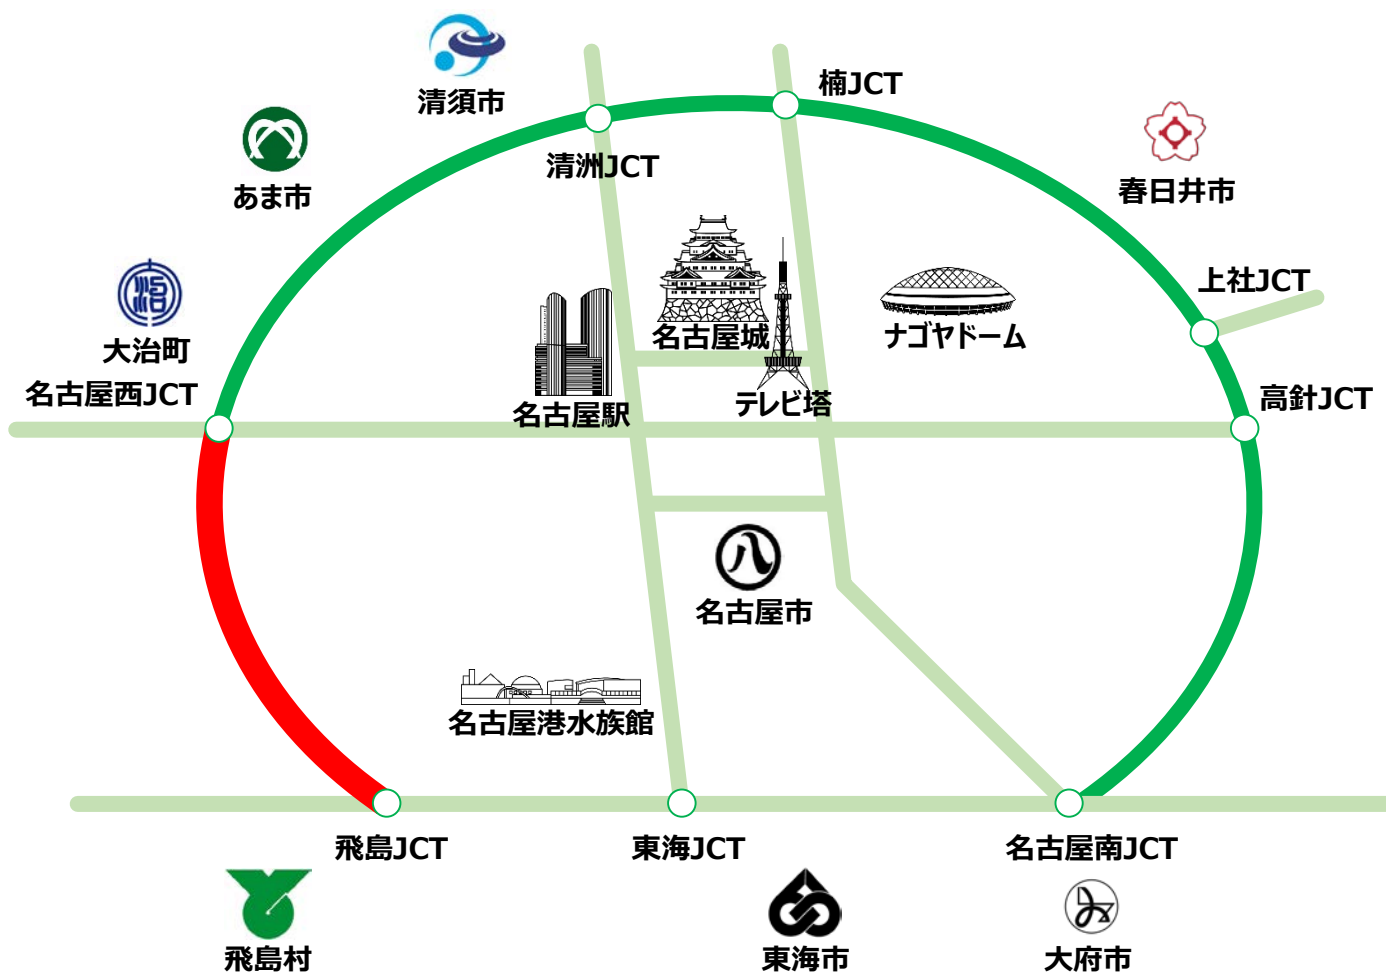 楠JCT
清須市
清洲JCT
あま市
春日井市
上社JCT
大治町
名古屋城
ナゴヤドーム
名古屋西JCT
名古屋駅
テレビ塔
高針JCT
八
名古屋市
名古屋港水族館
飛島JCT
東海JCT
名古屋南JCT
飛島村
東海市
大府市